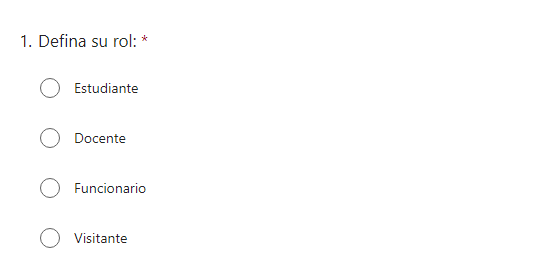 1. Defina su rol: *
Estudiante
Docente
Funcionario
Visitante